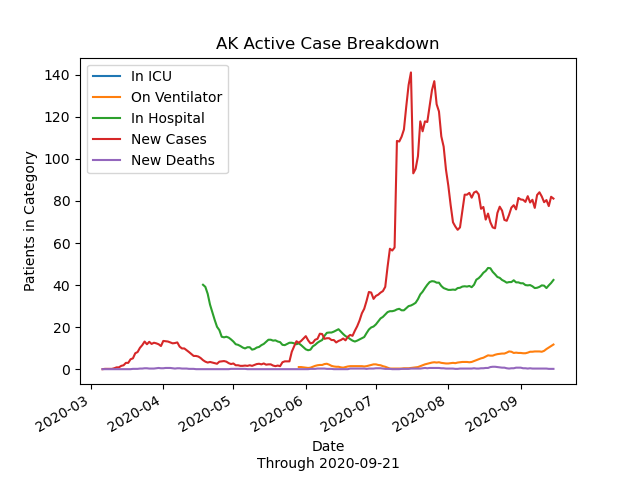 AK Active Case Breakdown
In ICU
On Ventilator
In Hospital
New Cases
New Deaths
Patients in Category
140
120
100
80
60
40
20
0
2020-03
2020-04
2020-05
2020-06
2020-07
2020-08
2020-09
Date
Through 2020-09-21